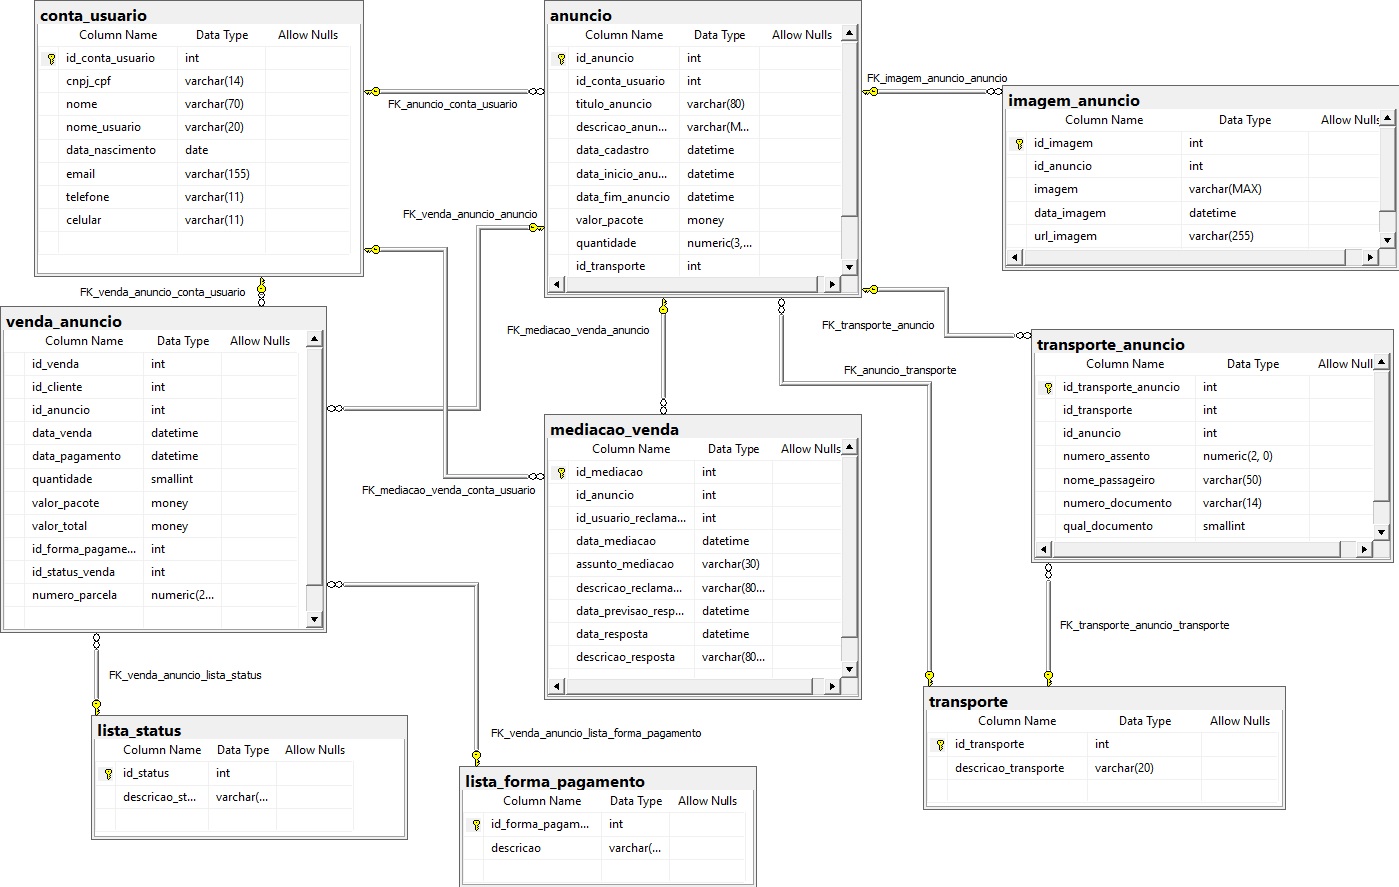 conta_usuario
Column Name Data Type Allow Nulls
id_conta_usuario int
cnpj_cpf varchar(14)
nome varchar(70)
nome_usuario varchar(20)
data_nascimento date
email varchar(155)
telefone varchar(11)
celular varchar(11)
anuncio
Column Name Data Type Allow Nulls
id_anuncio int
id_conta_usuario int
titulo_anuncio varchar(80)
descricao_anun... varchar(M...
data_cadastro datetime
data_inicio_anu... datetime
data_fim_anuncio datetime
valor_pacote money
quantidade numeric(3,...
id_transporte int
FK_imagem_anuncio_anuncio
imagem_anuncio
Column Name Data Type Allow Nulls
id_imagem int
id_anuncio int
imagem varchar(MAX)
data_imagem datetime
url_imagem varchar(255)
FK_anuncio_conta_usuario
FK_venda_anuncio_anuncio
FK_venda_anuncio_conta_usuario
venda_anuncio
Column Name Data Type Allow Nulls
id_venda int
id_cliente int
id_anuncio int
data_venda datetime
data_pagamento datetime
quantidade smallint
valor_pacote money
valor_total money
id_forma_pagame... int
id_status_venda int
numero_parcela numeric(2...
FK_mediacao_venda_anuncio
FK_transporte_anuncio
FK_anuncio_transporte
transporte_anuncio
Column Name Data Type Allow Null
id_transporte_anuncio int
id_transporte int
id_anuncio int
numero_assento numeric(2, 0)
nome_passageiro varchar(50)
numero_documento varchar(14)
qual_documento smallint
mediacao_venda
Column Name Data Type Allow Nulls
id_mediacao int
id_anuncio int
id_usuario_reclama... int
data_mediacao datetime
assunto_mediacao varchar(30)
descricao_reclama... varchar(80...
data_previsao_resp... datetime
data_resposta datetime
descricao_resposta varchar(80...
FK_mediacao_venda_conta_usuario
FK_transporte_anuncio_transporte
FK_venda_anuncio_lista_status
lista_status
Column Name Data Type Allow Nulls
id_status int
descricao_st... varchar(...
FK_venda_anuncio_lista_forma_pagamento
lista_forma_pagamento
Column Name Data Type Allow Nulls
id_forma_pagam... int
descricao varchar(...
transporte
Column Name Data Type Allow Nulls
id_transporte int
descricao_transporte varchar(20)